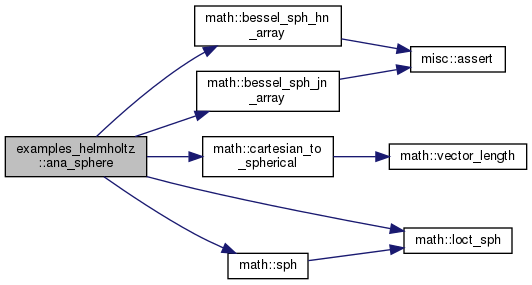 math::bessel_sph_hn
_array
misc::assert
math::bessel_sph_jn
_array
examples_helmholtz
::ana_sphere
math::cartesian_to
_spherical
math::vector_length
math::loct_sph
math::sph